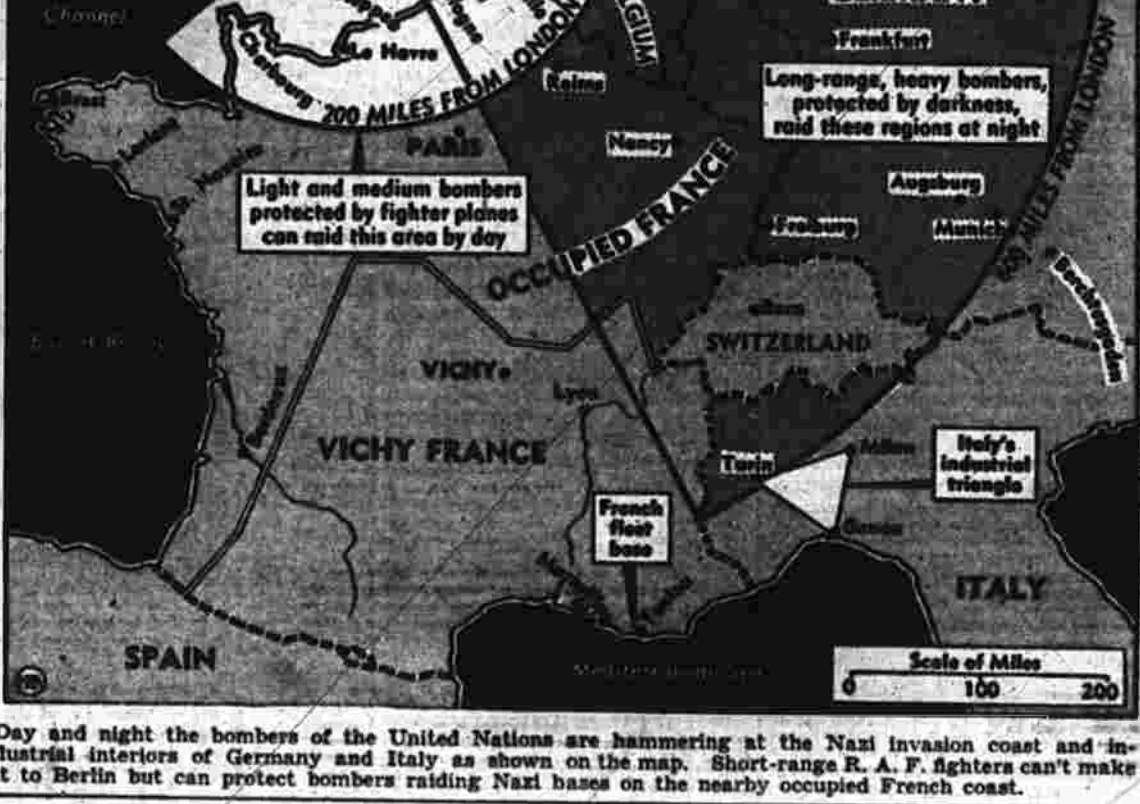 Channel
Cherbourg
Le Havre
200 MILES FROM LONDON
BELGIUM
Reims
Frankfurt
Long-range, heavy bombers,
protected by darkness,
raid these regions at night
600 MILES FROM LONDON
Brest
Lorient
PARIS
Nancy
Light and medium bombers
protected by fighter planes
can raid this area by day
OCCUPIED FRANCE
Augsburg
Freiburg
Munich
Berchtesgaden
SWITZERLAND
VICHY
Lyon
Bordeaux
VICHY FRANCE
Turin
Milan
Italy's
industrial
triangle
Genoa
French
fleet
base
Toulon
ITALY
SPAIN
Scale of Miles
0 100 200
Day and night the bombers of the United Nations are hammering at the Nazi invasion coast and in-
dustrial interiors of Germany and Italy as shown on the map. Short-range R. A. F. fighters can't make
it to Berlin but can protect bombers raiding Nazi bases on the nearby occupied French coast.